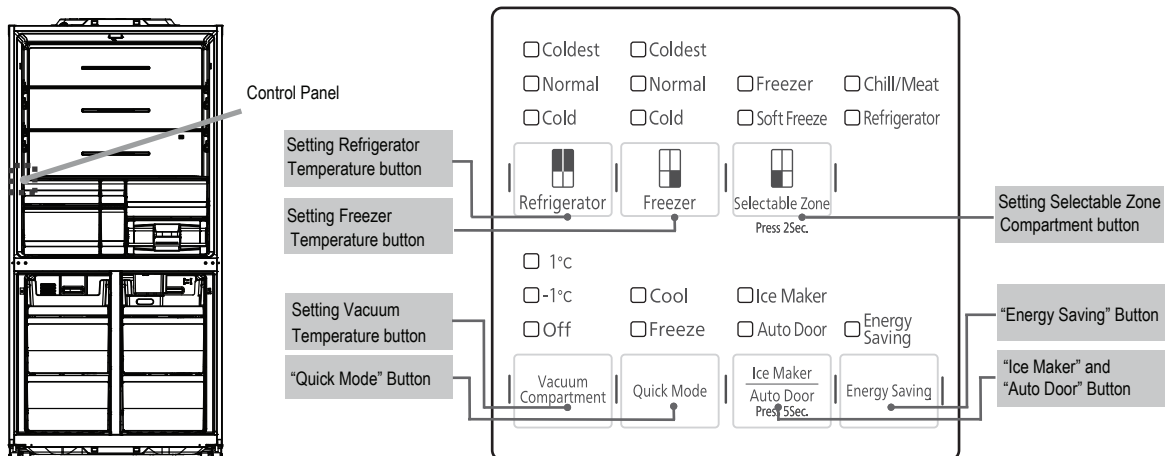 Control Panel
Setting Refrigerator
Temperature button
Setting Freezer
Temperature button
Setting Vacuum
Temperature button
“Quick Mode” Button
Coldest Coldest
Normal Normal Freezer Chill/Meat
Cold Cold Soft Freeze Refrigerator
Refrigerator Freezer Selectable Zone
Press 2Sec.
1°C
-1°C Cool Ice Maker
Off Freeze Auto Door Energy
Saving
Vacuum
Compartment
Quick Mode
Ice Maker
Auto Door
Press 5Sec.
Energy Saving
Setting Selectable Zone
Compartment button
“Energy Saving” Button
“Ice Maker” and
“Auto Door” Button